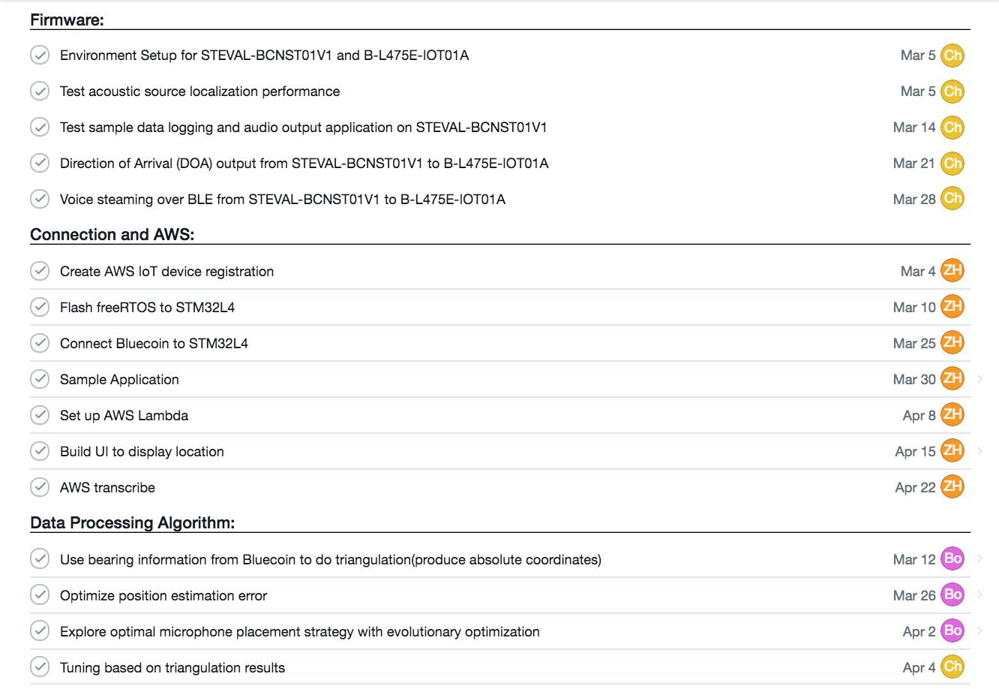 Firmware:
Environment Setup for STEVAL-BCNST01V1 and B-L475E-IOT01A Mar 5 Ch
Test acoustic source localization performance Mar 5 Ch
Test sample data logging and audio output application on STEVAL-BCNST01V1 Mar 14 Ch
Direction of Arrival (DOA) output from STEVAL-BCNST01V1 to B-L475E-IOT01A Mar 21 Ch
Voice steaming over BLE from STEVAL-BCNST01V1 to B-L475E-IOT01A Mar 28 Ch
Connection and AWS:
Create AWS IoT device registration Mar 4 ZH
Flash freeRTOS to STM32L4 Mar 10 ZH
Connect Bluecoin to STM32L4 Mar 25 ZH
Sample Application Mar 30 ZH
Set up AWS Lambda Apr 8 ZH
Build UI to display location Apr 15 ZH
AWS transcribe Apr 22 ZH
Data Processing Algorithm:
Use bearing information from Bluecoin to do triangulation(produce absolute coordinates) Mar 12 Bo
Optimize position estimation error Mar 26 Bo
Explore optimal microphone placement strategy with evolutionary optimization Apr 2 Bo
Tuning based on triangulation results Apr 4 Ch